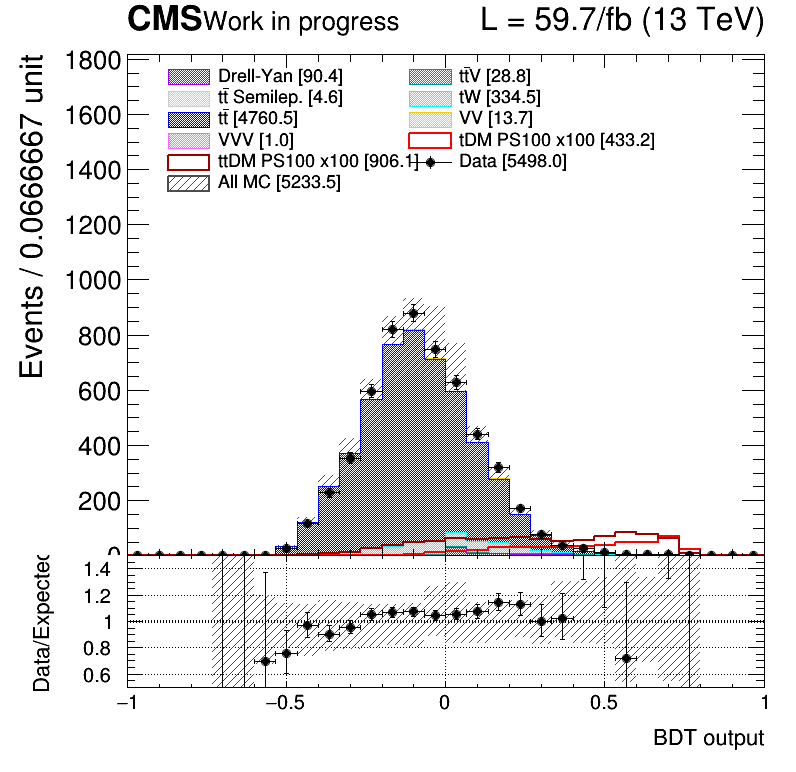 CMS Work in progress L = 59.7/fb (13 TeV)
Events / 0.0666667 unit
1800
1600
1400
1200
1000
800
600
400
200
0
Drell-Yan [90.4] tt̄V [28.8]
tt̄ Semilep. [4.6] tW [334.5]
tt̄ [4760.5] VV [13.7]
VVV [1.0] tDM PS100 x100 [433.2]
ttDM PS100 x100 [906.1] Data [5498.0]
All MC [5233.5]
Data/Expected
1.4
1.2
1
0.8
0.6
−1 −0.5 0 0.5 1
BDT output